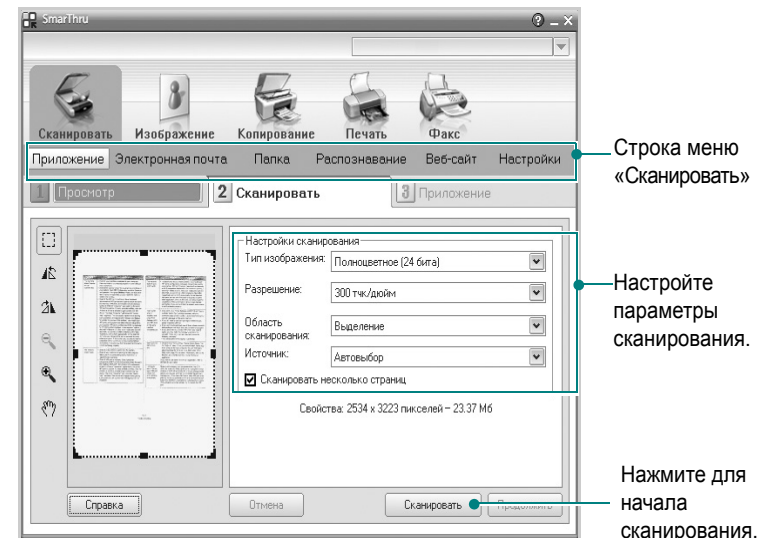 SmarThru
Сканировать Изображение Копирование Печать Факс
Приложение Электронная почта Папка Распознавание Веб-сайт Настройки
1 Просмотр 2 Сканировать 3 Приложение
Настройки сканирования
Тип изображения: Полноцветное (24 бита)
Разрешение: 300 тчк/дюйм
Область
сканирования: Выделение
Источник: Автовыбор
Сканировать несколько страниц
Свойства: 2534 x 3223 пикселей – 23.37 Мб
Справка Отмена Сканировать Продолжить
Строка меню
«Сканировать»
Настройте
параметры
сканирования.
Нажмите для
начала
сканирования.